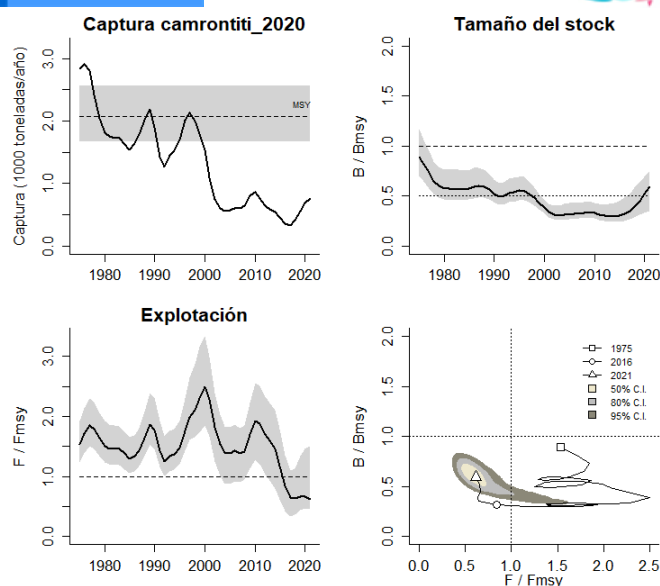 Captura camrontiti_2020
Captura (1000 toneladas/año)
0.0 1.0 2.0 3.0
MSY
1980 1990 2000 2010 2020
Tamaño del stock
B / Bmsy
0.0 0.5 1.0 1.5 2.0
1980 1990 2000 2010 2020
Explotación
F / Fmsy
0.0 1.0 2.0 3.0
1980 1990 2000 2010 2020
B / Bmsy
0.0 0.5 1.0 1.5 2.0
1975
2016
2021
50% C.I.
80% C.I.
95% C.I.
0.0 0.5 1.0 1.5 2.0 2.5
F / Fmsy